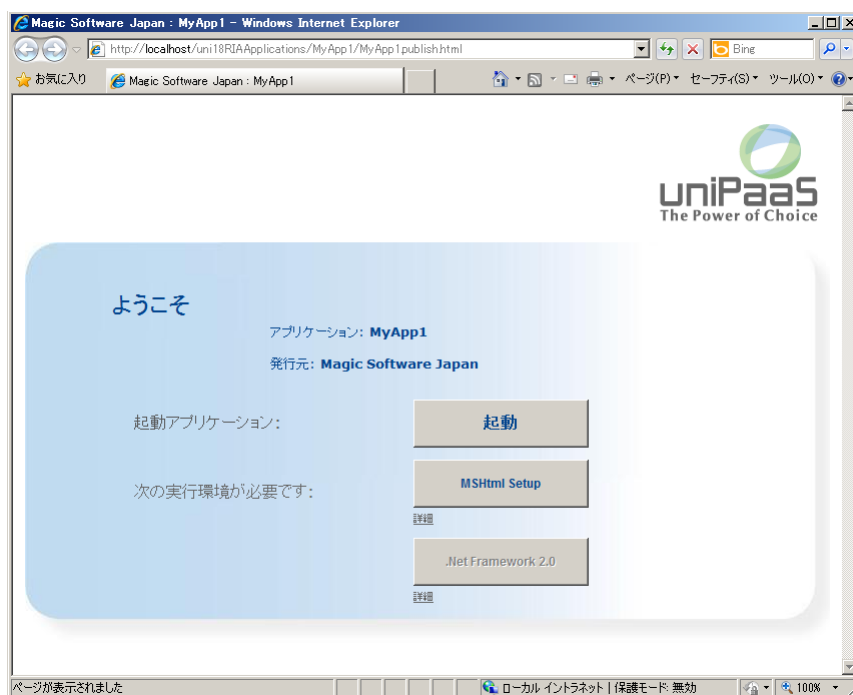 Magic Software Japan : MyApp1 - Windows Internet Explorer
http://localhost/uni18RIAApplications/MyApp1/MyApp1publish.html
Bing
お気に入り
Magic Software Japan : MyApp1
ページ(P)
セーフティ(S)
ツール(O)
uniPaaS
The Power of Choice
ようこそ
アプリケーション: MyApp1
発行元: Magic Software Japan
起動アプリケーション:
起動
次の実行環境が必要です:
MSHtml Setup
詳細
.Net Framework 2.0
詳細
ページが表示されました
ローカル イントラネット | 保護モード: 無効
100%